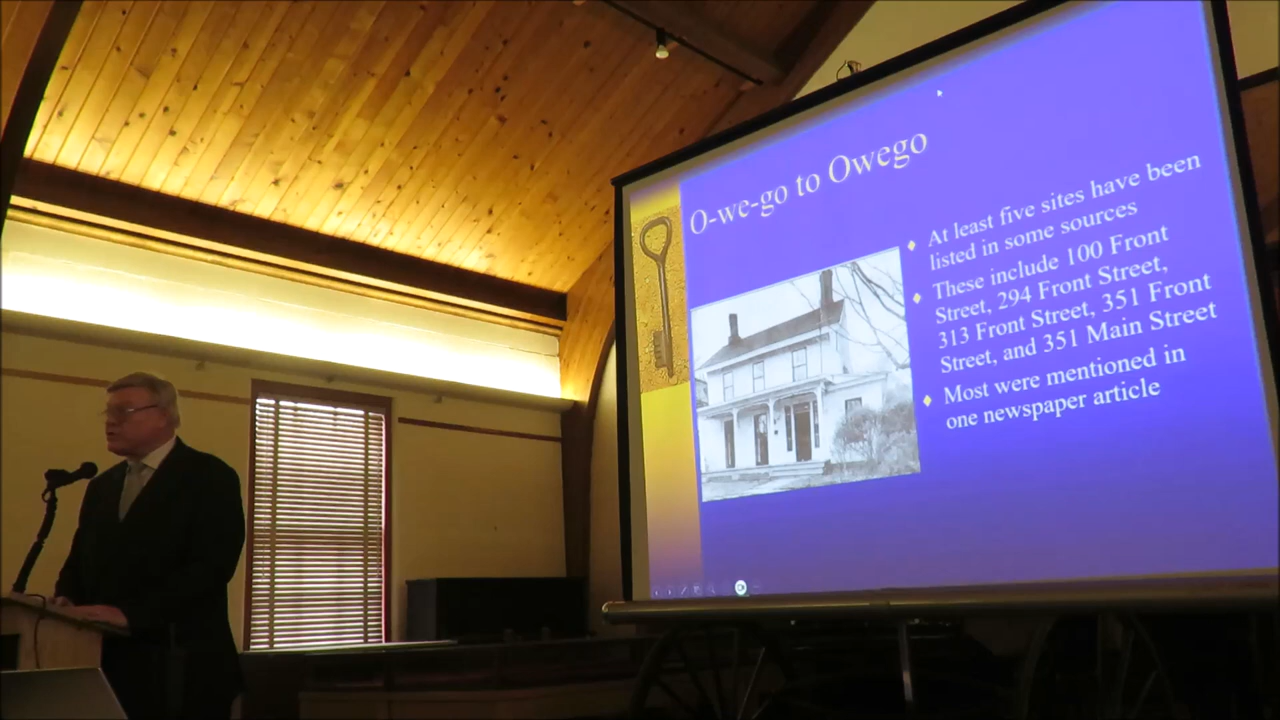 O-we-go to Owego
At least five sites have been
listed in some sources
These include 100 Front
Street, 294 Front Street,
313 Front Street, 351 Front
Street, and 351 Main Street
Most were mentioned in
one newspaper article